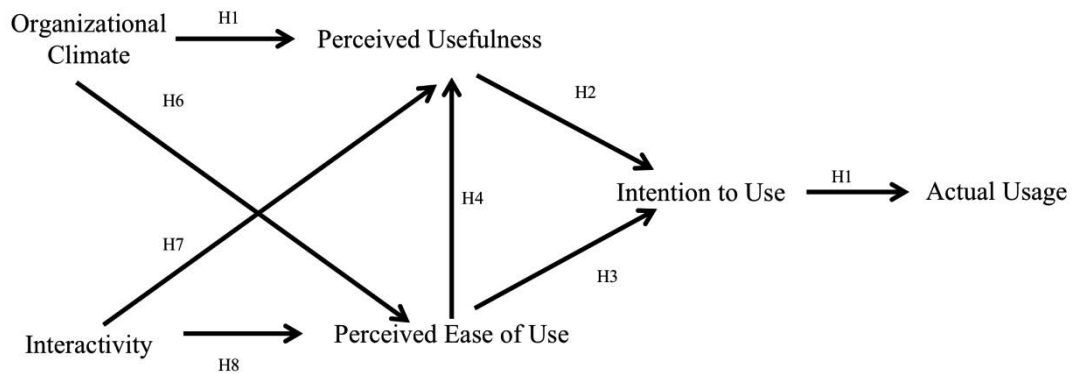 Organizational
Climate
H1
Perceived Usefulness
H6
H2
H7
H4
Intention to Use
H1
Actual Usage
H3
Interactivity
H8
Perceived Ease of Use